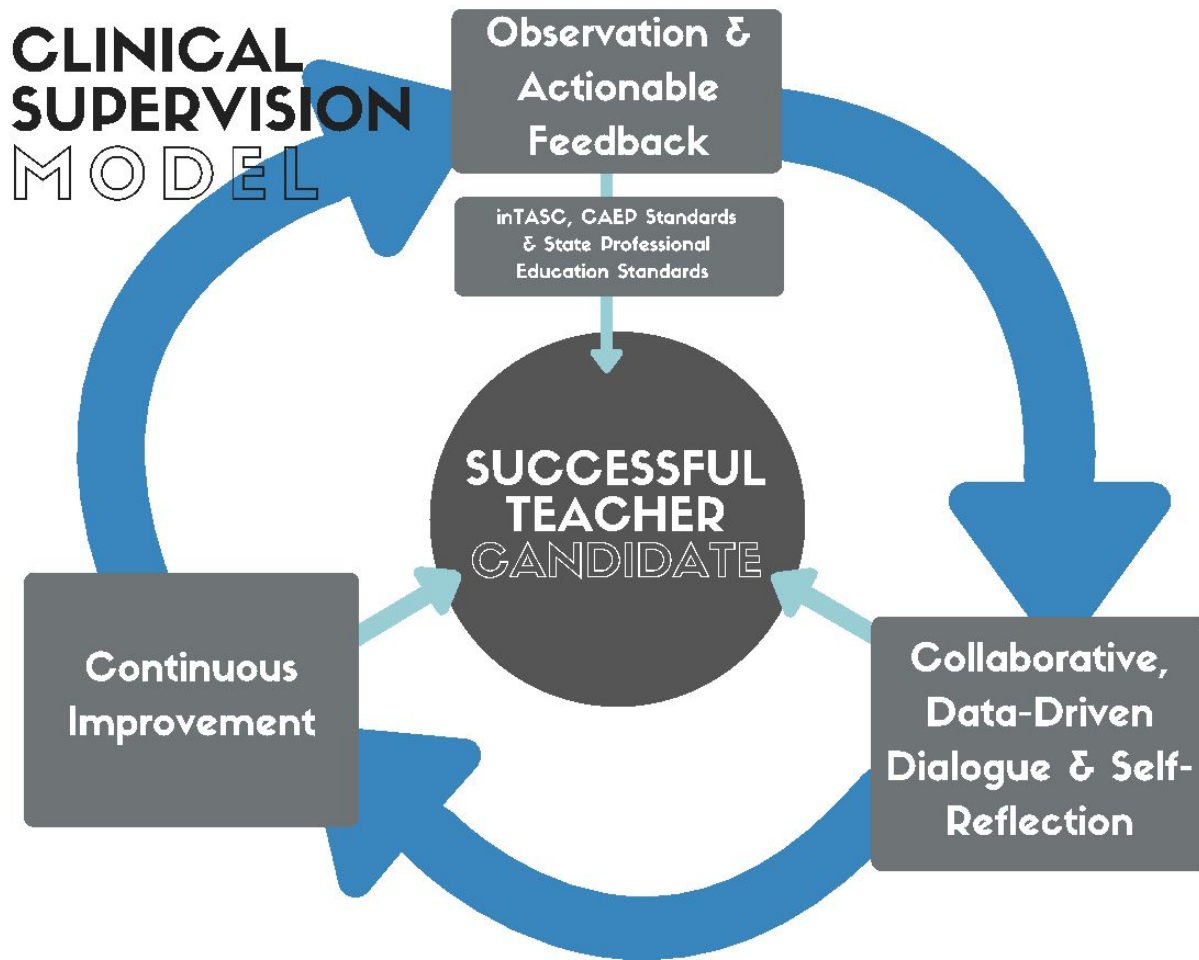 CLINICAL
SUPERVISION
MODEL
Observation &
Actionable
Feedback
inTASC, CAEP Standards
& State Professional
Education Standards
SUCCESSFUL
TEACHER
CANDIDATE
Continuous
Improvement
Collaborative,
Data-Driven
Dialogue & Self-
Reflection